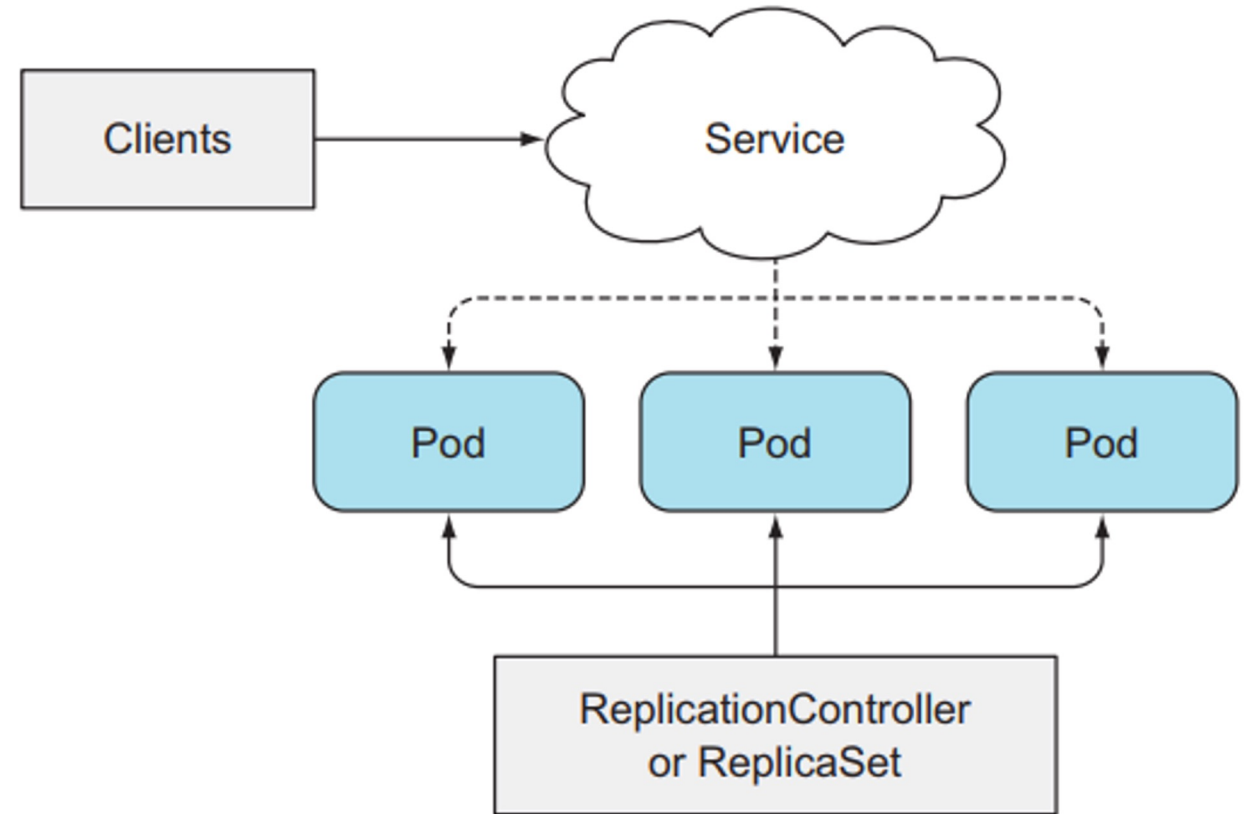 Clients
Service
Pod
Pod
Pod
ReplicationController
or ReplicaSet